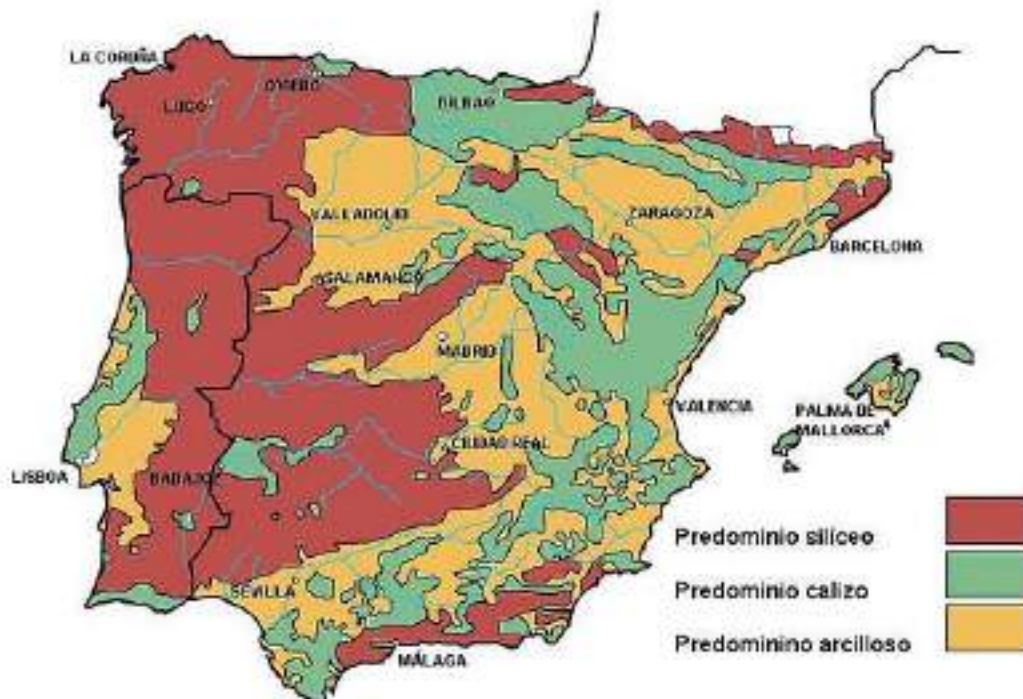 LA CORUÑA
LUGO
OVIEDO
BILBAO
VALLADOLID
ZARAGOZA
BARCELONA
SALAMANCA
MADRID
VALENCIA
PALMA DE
MALLORCA
CIUDAD REAL
LISBOA
BADAJO
SEVILLA
MÁLAGA
Predominio silíceo
Predominio calizo
Predominino arcilloso